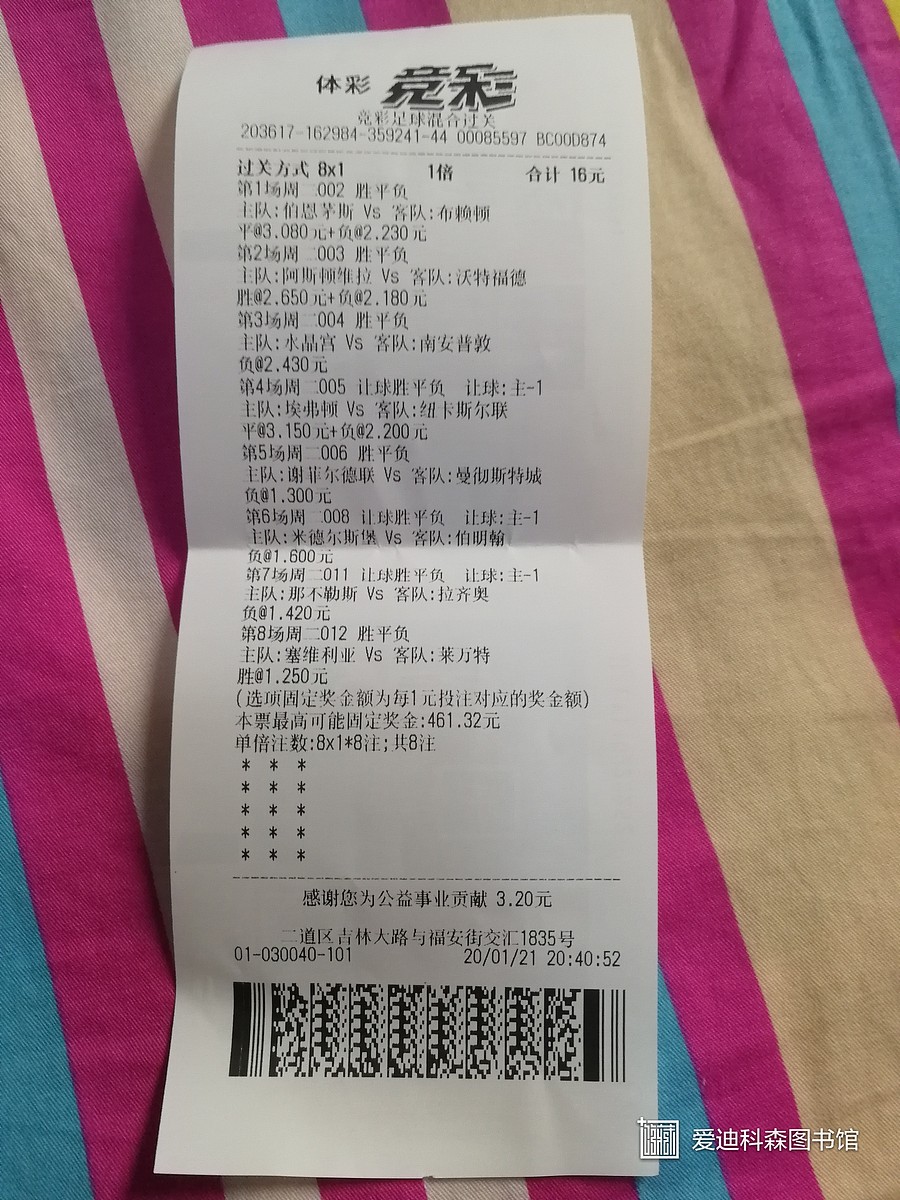 体彩 竞彩
竞彩足球混合过关
203617-162984-359241-44 00085597 BC00D874
过关方式 8x1 1倍 合计 16元
第1场周二002 胜平负
主队:伯恩茅斯 Vs 客队:布赖顿
平@3.080元+负@2.230元
第2场周二003 胜平负
主队:阿斯顿维拉 Vs 客队:沃特福德
胜@2.650元+负@2.180元
第3场周二004 胜平负
主队:水晶宫 Vs 客队:南安普敦
负@2.430元
第4场周二005 让球胜平负 让球:主-1
主队:埃弗顿 Vs 客队:纽卡斯尔联
平@3.150元+负@2.200元
第5场周二006 胜平负
主队:谢菲尔德联 Vs 客队:曼彻斯特城
负@1.300元
第6场周二008 让球胜平负 让球:主-1
主队:米德尔斯堡 Vs 客队:伯明翰
负@1.600元
第7场周二011 让球胜平负 让球:主-1
主队:那不勒斯 Vs 客队:拉齐奥
负@1.420元
第8场周二012 胜平负
主队:塞维利亚 Vs 客队:莱万特
胜@1.250元
(选项固定奖金额为每1元投注对应的奖金额)
本票最高可能固定奖金:461.32元
单倍注数:8x1*8注;共8注
* * *
* * *
* * *
* * *
* * *
感谢您为公益事业贡献 3.20元
二道区吉林大路与福安街交汇1835号
01-030040-101 20/01/21 20:40:52
爱迪科森图书馆